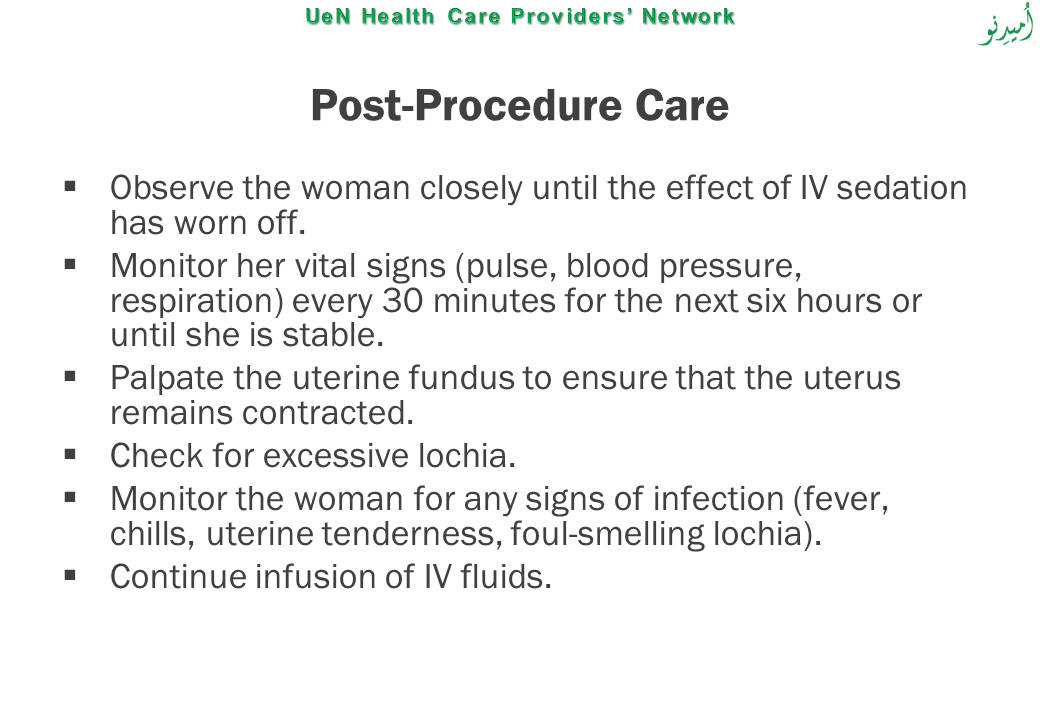 UeN Health Care Providers’ Network
اُمیدِنو
Post-Procedure Care
▪ Observe the woman closely until the effect of IV sedation
has worn off.
▪ Monitor her vital signs (pulse, blood pressure,
respiration) every 30 minutes for the next six hours or
until she is stable.
▪ Palpate the uterine fundus to ensure that the uterus
remains contracted.
▪ Check for excessive lochia.
▪ Monitor the woman for any signs of infection (fever,
chills, uterine tenderness, foul-smelling lochia).
▪ Continue infusion of IV fluids.